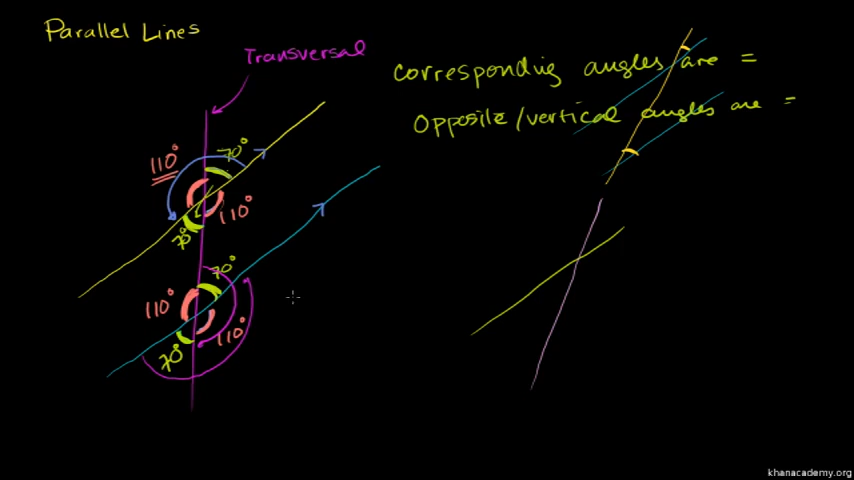 Parallel Lines
Transversal
corresponding angles are =
opposite/vertical angles are =
110°
70°
110°
70°
70°
110°
110°
70°
khanacademy.org